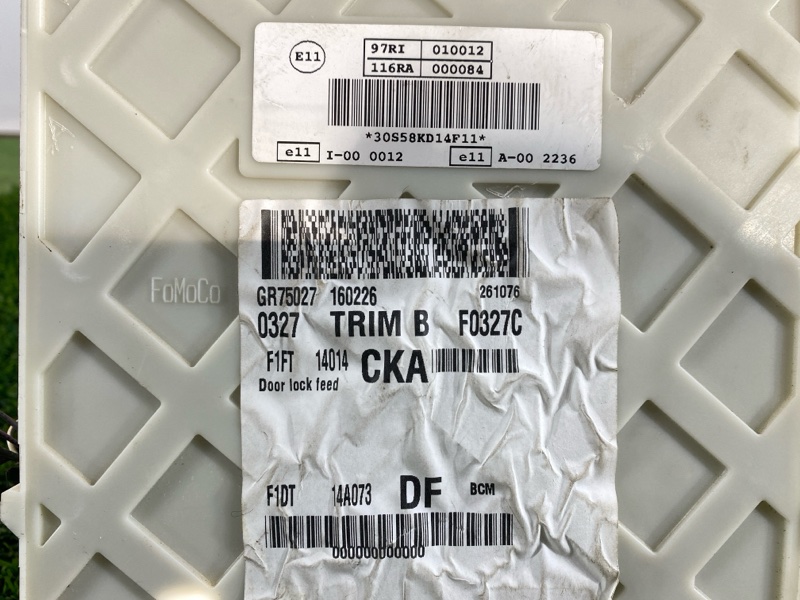 E11 97RI 010012
116RA 000084
*30S58KD14F11*
e11 I-00 0012 e11 A-00 2236
FoMoCo
GR75027 160226 261076
0327 TRIM B F0327C
F1FT 14014 CKA
Door lock feed
F1DT 14A073 DF BCM
000000000000